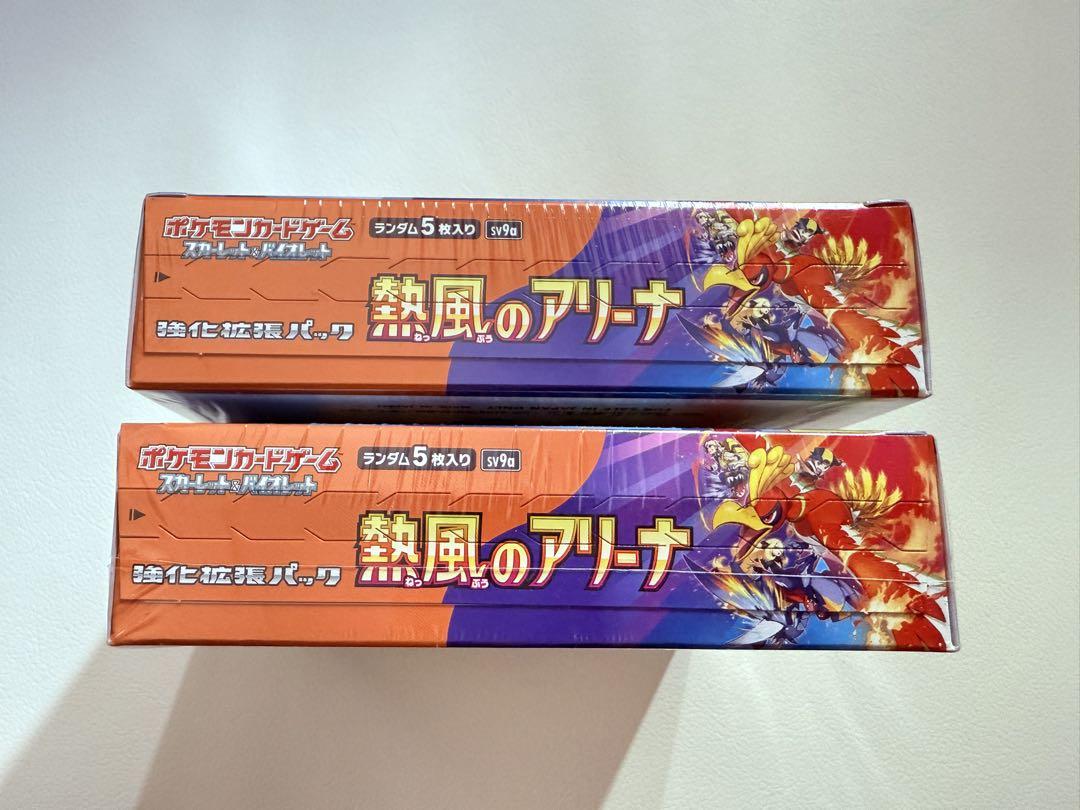 ポケモンカードゲーム
スカーレット&バイオレット
ランダム5枚入り
sv9a
強化拡張パック
熱風のアリーナ
ねっ ぷう
FOR SALE IN JAPAN ONLY
ポケモンカードゲーム
スカーレット&バイオレット
ランダム5枚入り
sv9a
強化拡張パック
熱風のアリーナ
ねっ ぷう